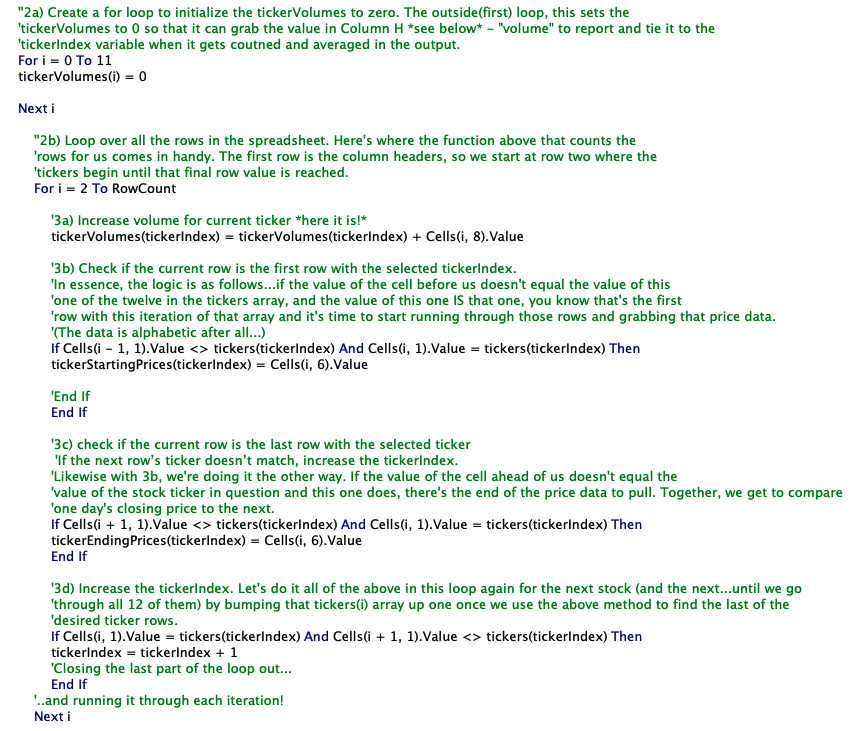 "2a) Create a for loop to initialize the tickerVolumes to zero. The outside(first) loop, this sets the
'tickerVolumes to 0 so that it can grab the value in Column H *see below* - "volume" to report and tie it to the
'tickerIndex variable when it gets coutned and averaged in the output.
For i = 0 To 11
tickerVolumes(i) = 0
Next i
"2b) Loop over all the rows in the spreadsheet. Here's where the function above that counts the
'rows for us comes in handy. The first row is the column headers, so we start at row two where the
'tickers begin until that final row value is reached.
For i = 2 To RowCount
'3a) Increase volume for current ticker *here it is!*
tickerVolumes(tickerIndex) = tickerVolumes(tickerIndex) + Cells(i, 8).Value
'3b) Check if the current row is the first row with the selected tickerIndex.
'In essence, the logic is as follows...if the value of the cell before us doesn't equal the value of this
'one of the twelve in the tickers array, and the value of this one IS that one, you know that's the first
'row with this iteration of that array and it's time to start running through those rows and grabbing that price data.
'(The data is alphabetic after all...)
If Cells(i - 1, 1).Value <> tickers(tickerIndex) And Cells(i, 1).Value = tickers(tickerIndex) Then
tickerStartingPrices(tickerIndex) = Cells(i, 6).Value
'End If
End If
'3c) check if the current row is the last row with the selected ticker
'If the next row's ticker doesn't match, increase the tickerIndex.
'Likewise with 3b, we're doing it the other way. If the value of the cell ahead of us doesn't equal the
'value of the stock ticker in question and this one does, there's the end of the price data to pull. Together, we get to compare
'one day's closing price to the next.
If Cells(i + 1, 1).Value <> tickers(tickerIndex) And Cells(i, 1).Value = tickers(tickerIndex) Then
tickerEndingPrices(tickerIndex) = Cells(i, 6).Value
End If
'3d) Increase the tickerIndex. Let's do it all of the above in this loop again for the next stock (and the next...until we go
'through all 12 of them) by bumping that tickers(i) array up one once we use the above method to find the last of the
'desired ticker rows.
If Cells(i, 1).Value = tickers(tickerIndex) And Cells(i + 1, 1).Value <> tickers(tickerIndex) Then
tickerIndex = tickerIndex + 1
'Closing the last part of the loop out...
End If
'..and running it through each iteration!
Next i